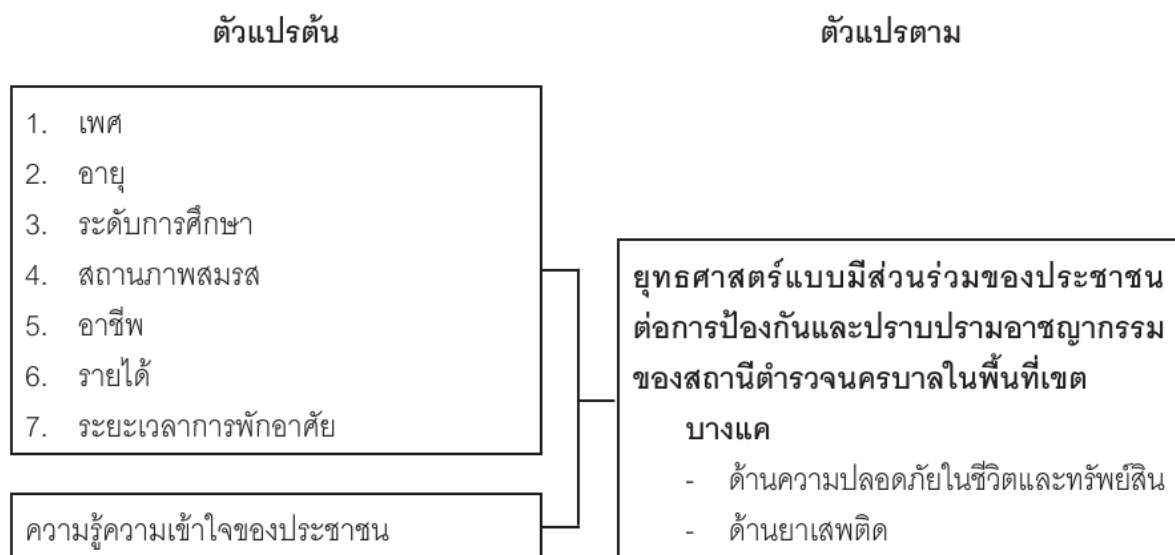 ตัวแปรต้น
ตัวแปรตาม
1. เพศ
2. อายุ
3. ระดับการศึกษา
4. สถานภาพสมรส
5. อาชีพ
6. รายได้
7. ระยะเวลาการพักอาศัย
ความรู้ความเข้าใจของประชาชน
ยุทธศาสตร์แบบมีส่วนร่วมของประชาชน
ต่อการป้องกันและปราบปรามอาชญากรรม
ของสถานีตำรวจนครบาลในพื้นที่เขต
บางแค
- ด้านความปลอดภัยในชีวิตและทรัพย์สิน
- ด้านยาเสพติด